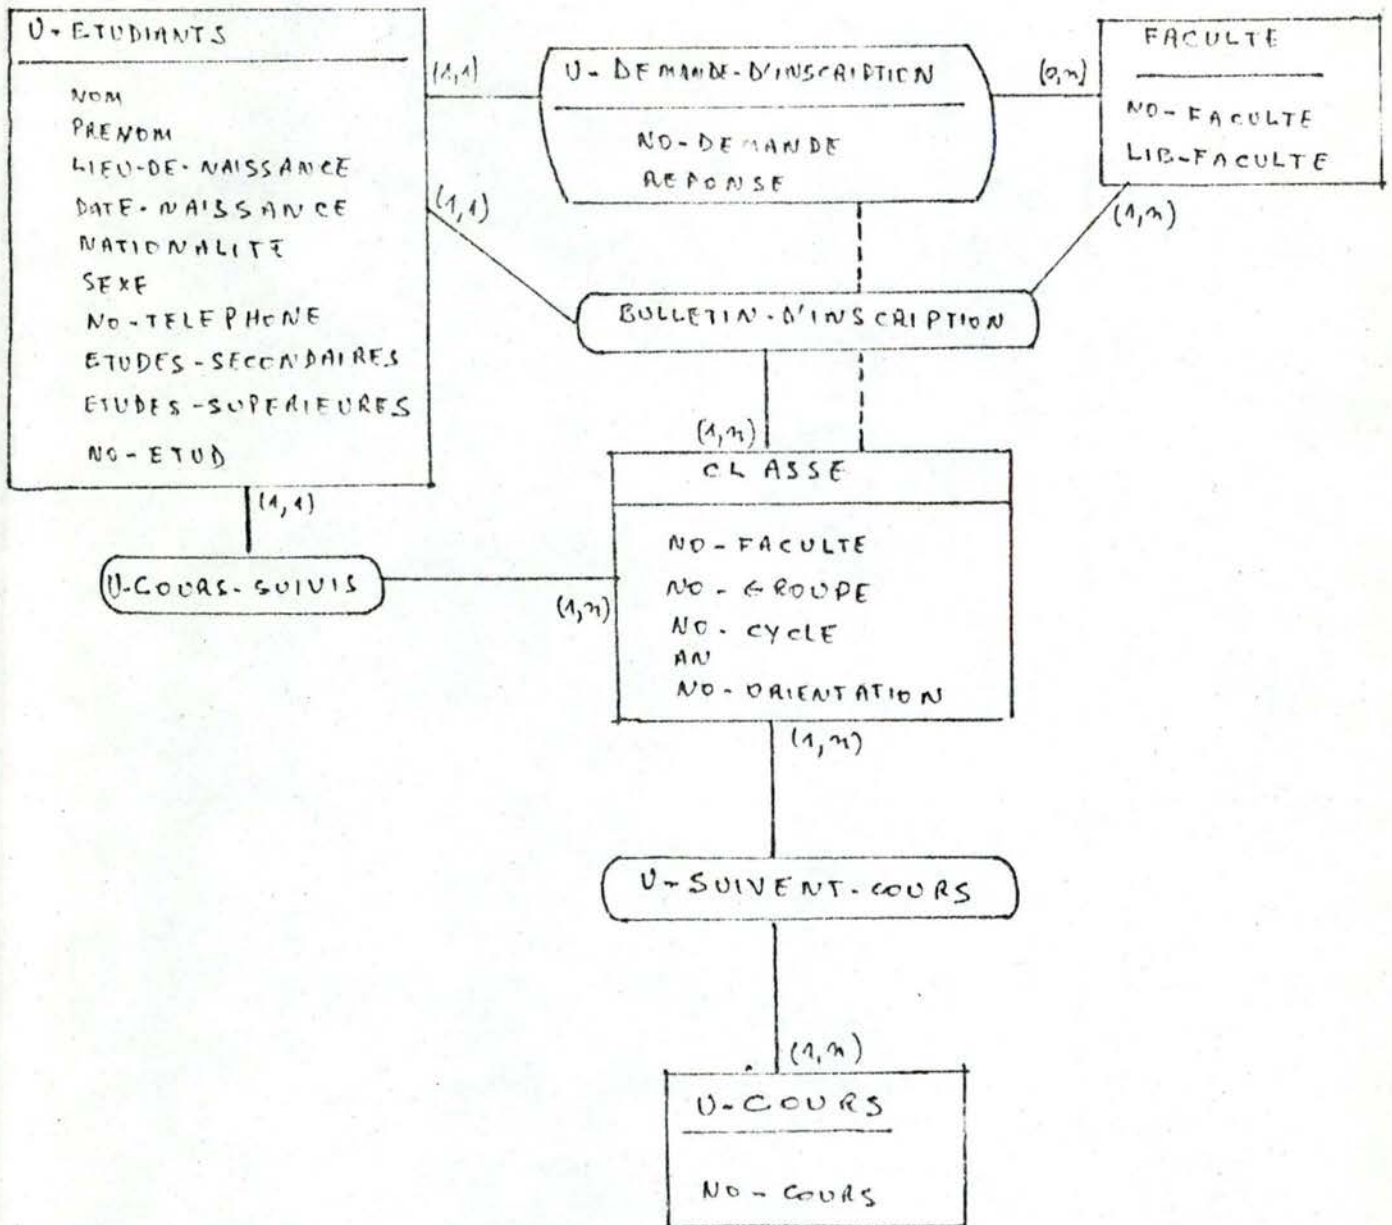 U-ETUDIANTS
NOM
PRENOM
LIEU-DE-NAISSANCE
DATE-NAISSANCE
NATIONALITE
SEXE
NO-TELEPHONE
ETUDES-SECONDAIRES
ETUDES-SUPERIEURES
NO-ETUD
(1,1)
U-DEMANDE-D'INSCRIPTION
NO-DEMANDE
REPONSE
(0,n)
FACULTE
NO-FACULTE
LIB-FACULTE
(1,1)
(1,n)
BULLETIN-D'INSCRIPTION
(1,n)
CLASSE
NO-FACULTE
NO-GROUPE
NO-CYCLE
AN
NO-ORIENTATION
(1,1)
U-COURS-SUIVIS
(1,n)
(1,n)
U-SUIVENT-COURS
(1,n)
U-COURS
NO-COURS